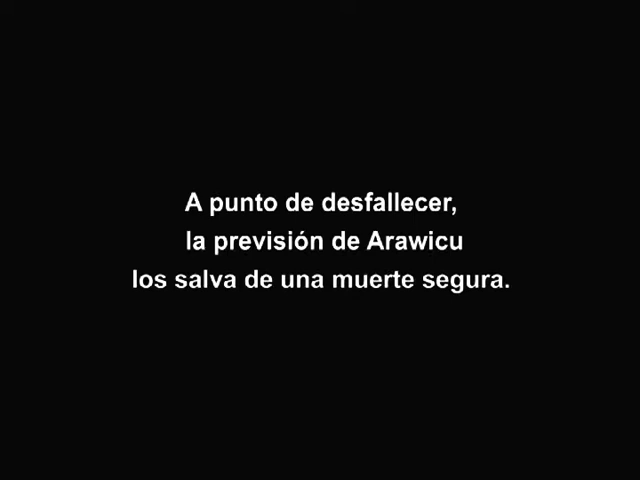 A punto de desfallecer,
la previsión de Arawicu
los salva de una muerte segura.